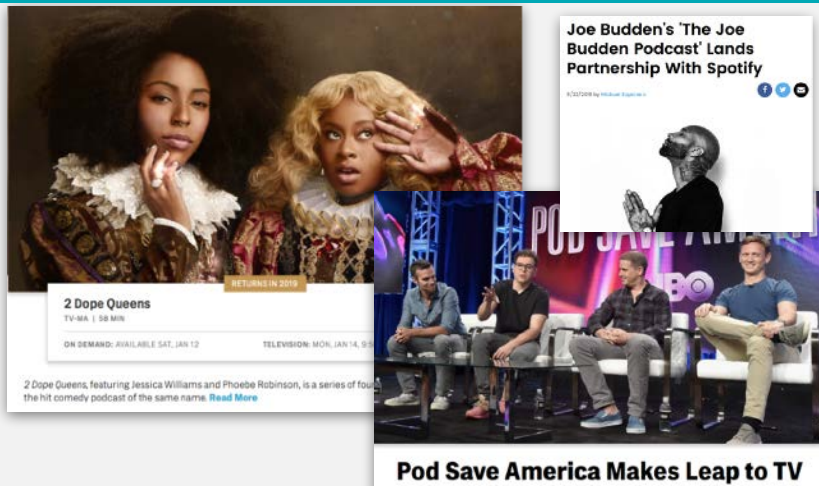 RETURNS IN 2019
2 Dope Queens
TV-MA | 58 MIN
ON DEMAND: AVAILABLE SAT, JAN 12
TELEVISION: MON, JAN 14, 9:5
2 Dope Queens, featuring Jessica Williams and Phoebe Robinson, is a series of fou
the hit comedy podcast of the same name. Read More
Joe Budden's 'The Joe
Budden Podcast' Lands
Partnership With Spotify
POD SAVE AMERICA
HBO
Pod Save America Makes Leap to TV